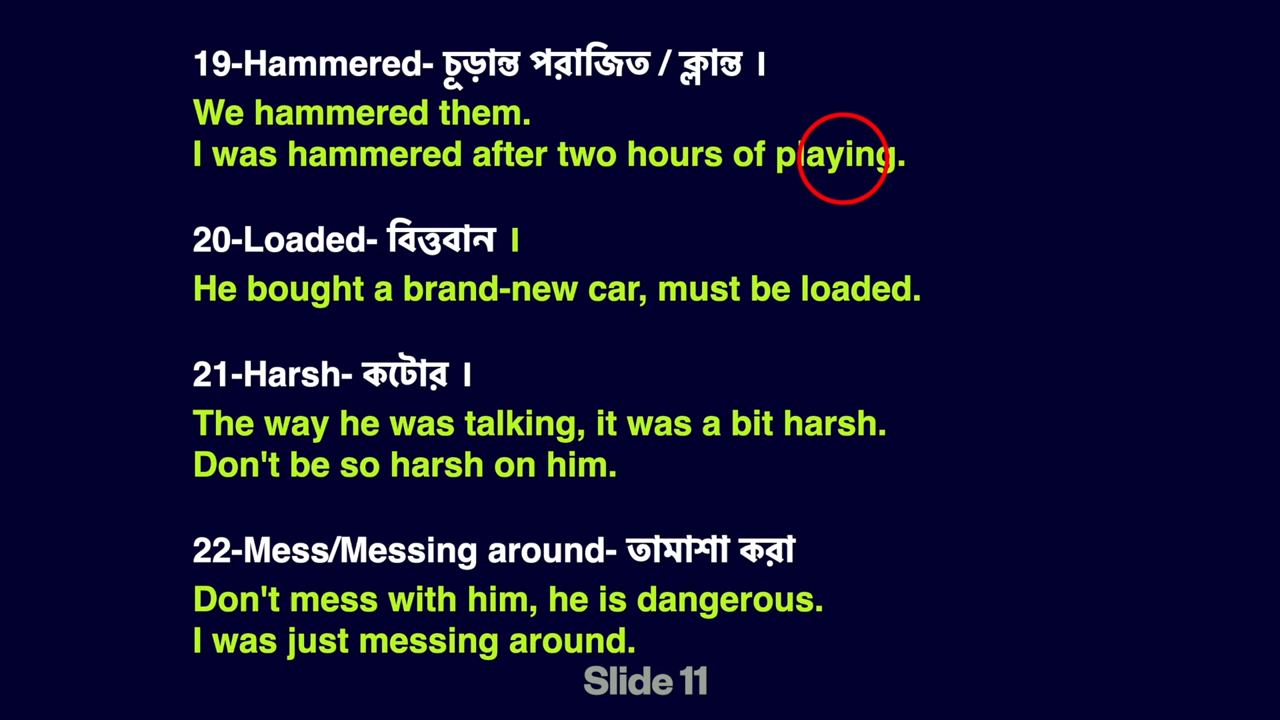 19-Hammered- চূড়ান্ত পরাজিত / ক্লান্ত ।
We hammered them.
I was hammered after two hours of playing.
20-Loaded- বিত্তবান ।
He bought a brand-new car, must be loaded.
21-Harsh- কটোর ।
The way he was talking, it was a bit harsh.
Don't be so harsh on him.
22-Mess/Messing around- তামাশা করা
Don't mess with him, he is dangerous.
I was just messing around.
Slide 11